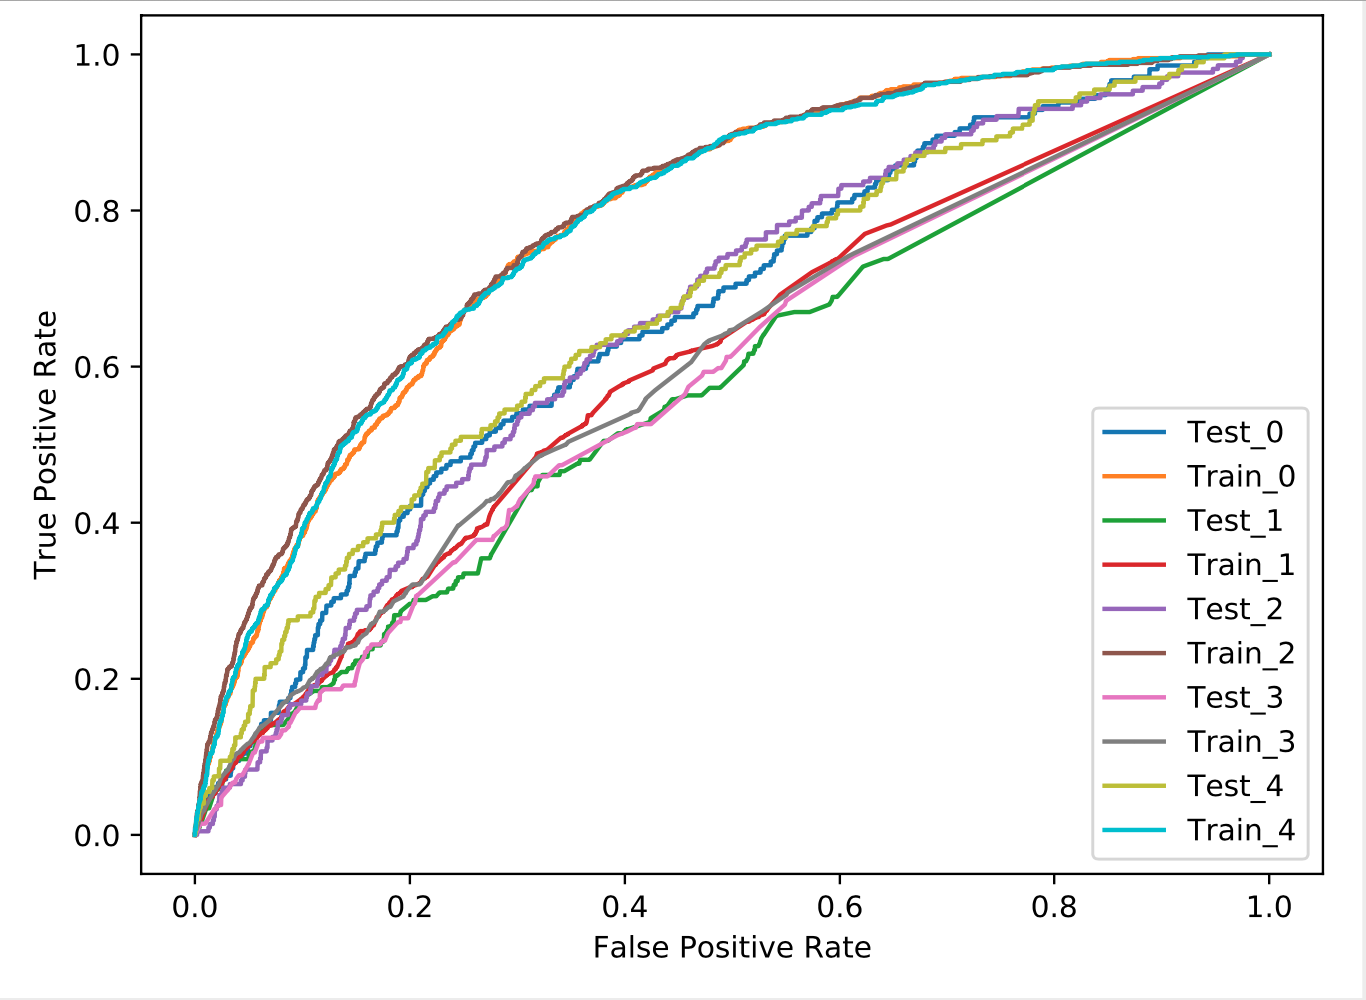 1.0
0.8
0.6
0.4
0.2
0.0
True Positive Rate
Test_0
Train_0
Test_1
Train_1
Test_2
Train_2
Test_3
Train_3
Test_4
Train_4
0.0 0.2 0.4 0.6 0.8 1.0
False Positive Rate